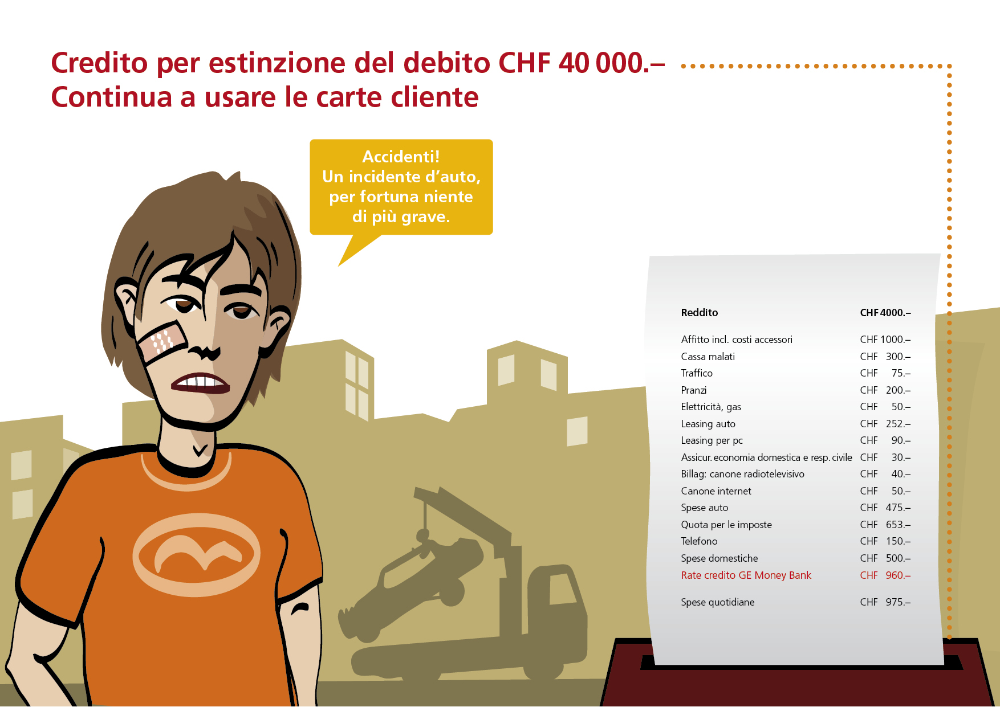 Credito per estinzione del debito CHF 40 000.–
Continua a usare le carte cliente
Accidenti!
Un incidente d’auto,
per fortuna niente
di più grave.
Reddito CHF 4000.–
Affitto incl. costi accessori CHF 1000.–
Cassa malati CHF 300.–
Traffico CHF 75.–
Pranzi CHF 200.–
Elettricità, gas CHF 50.–
Leasing auto CHF 252.–
Leasing per pc CHF 90.–
Assicur. economia domestica e resp. civile CHF 30.–
Billag: canone radiotelevisivo CHF 40.–
Canone internet CHF 50.–
Spese auto CHF 475.–
Quota per le imposte CHF 653.–
Telefono CHF 150.–
Spese domestiche CHF 500.–
Rate credito GE Money Bank CHF 960.–
Spese quotidiane CHF 975.–